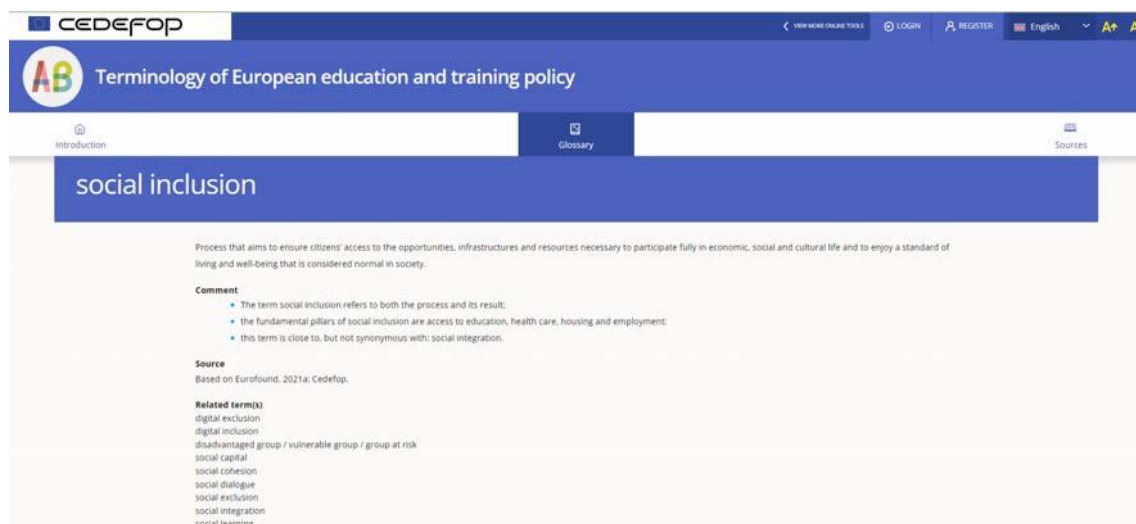 CEDEFOP
VIEW MORE ONLINE TOOLS
LOGIN
REGISTER
English
A
AB
Terminology of European education and training policy
Introduction
Glossary
Sources
social inclusion
Process that aims to ensure citizens' access to the opportunities, infrastructures and resources necessary to participate fully in economic, social and cultural life and to enjoy a standard of
living and well-being that is considered normal in society.
Comment
The term social inclusion refers to both the process and its result;
the fundamental pillars of social inclusion are access to education, health care, housing and employment;
this term is close to, but not synonymous with: social integration.
Source
Based on Eurofound, 2021a; Cedefop.
Related term(s)
digital exclusion
digital inclusion
disadvantaged group / vulnerable group / group at risk
social capital
social cohesion
social dialogue
social exclusion
social integration
social learning